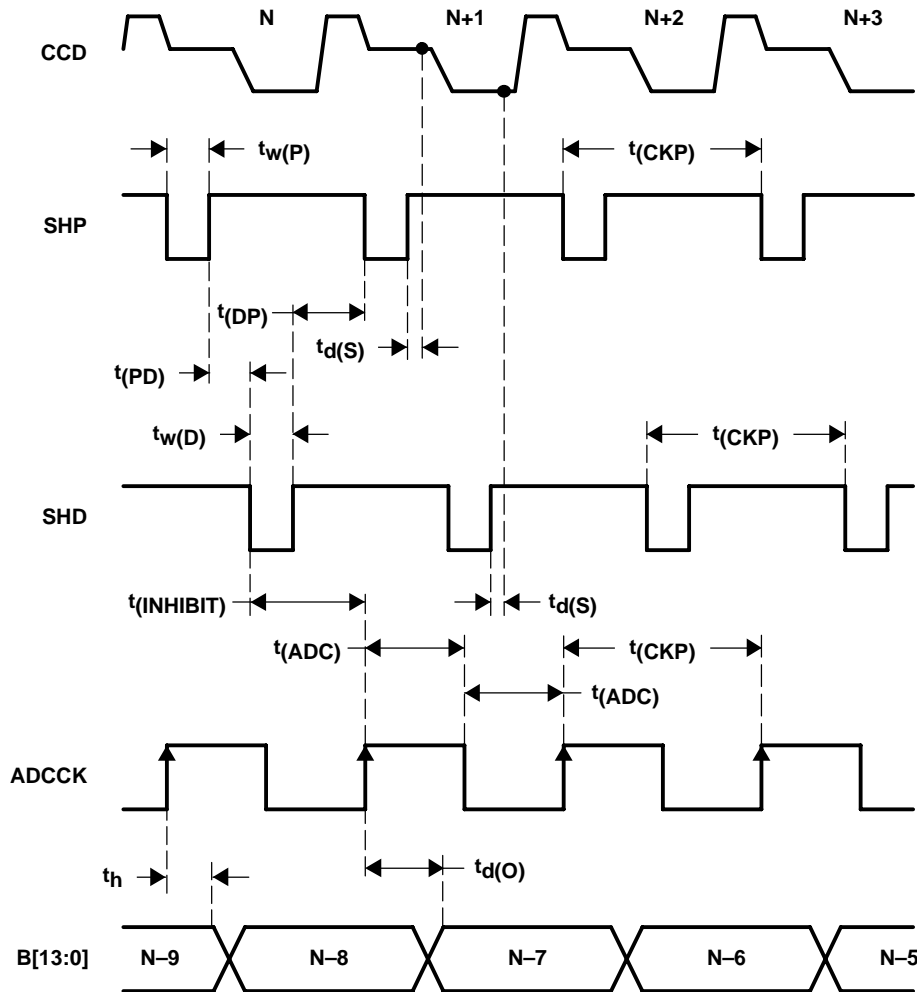 N N+1 N+2 N+3
CCD
tw(P) t(CKP)
SHP
t(DP)
td(S)
t(PD)
tw(D) t(CKP)
SHD
t(INHIBIT) td(S)
t(ADC) t(CKP)
t(ADC)
ADCCK
th td(O)
B[13:0] N–9 N–8 N–7 N–6 N–5